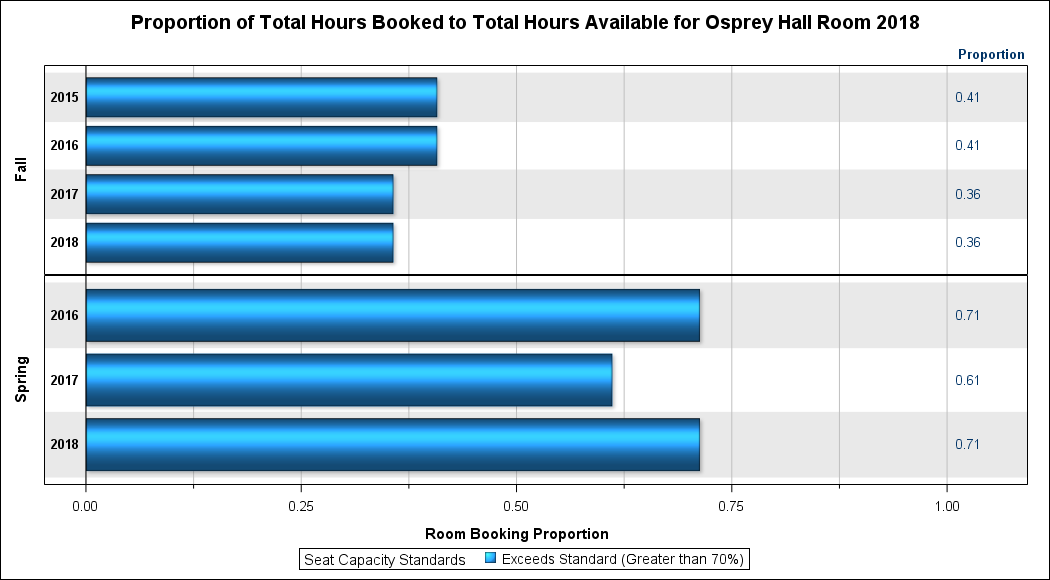 Proportion of Total Hours Booked to Total Hours Available for Osprey Hall Room 2018
Proportion
Fall
2015 0.41
2016 0.41
2017 0.36
2018 0.36
Spring
2016 0.71
2017 0.61
2018 0.71
0.00 0.25 0.50 0.75 1.00
Room Booking Proportion
Seat Capacity Standards Exceeds Standard (Greater than 70%)